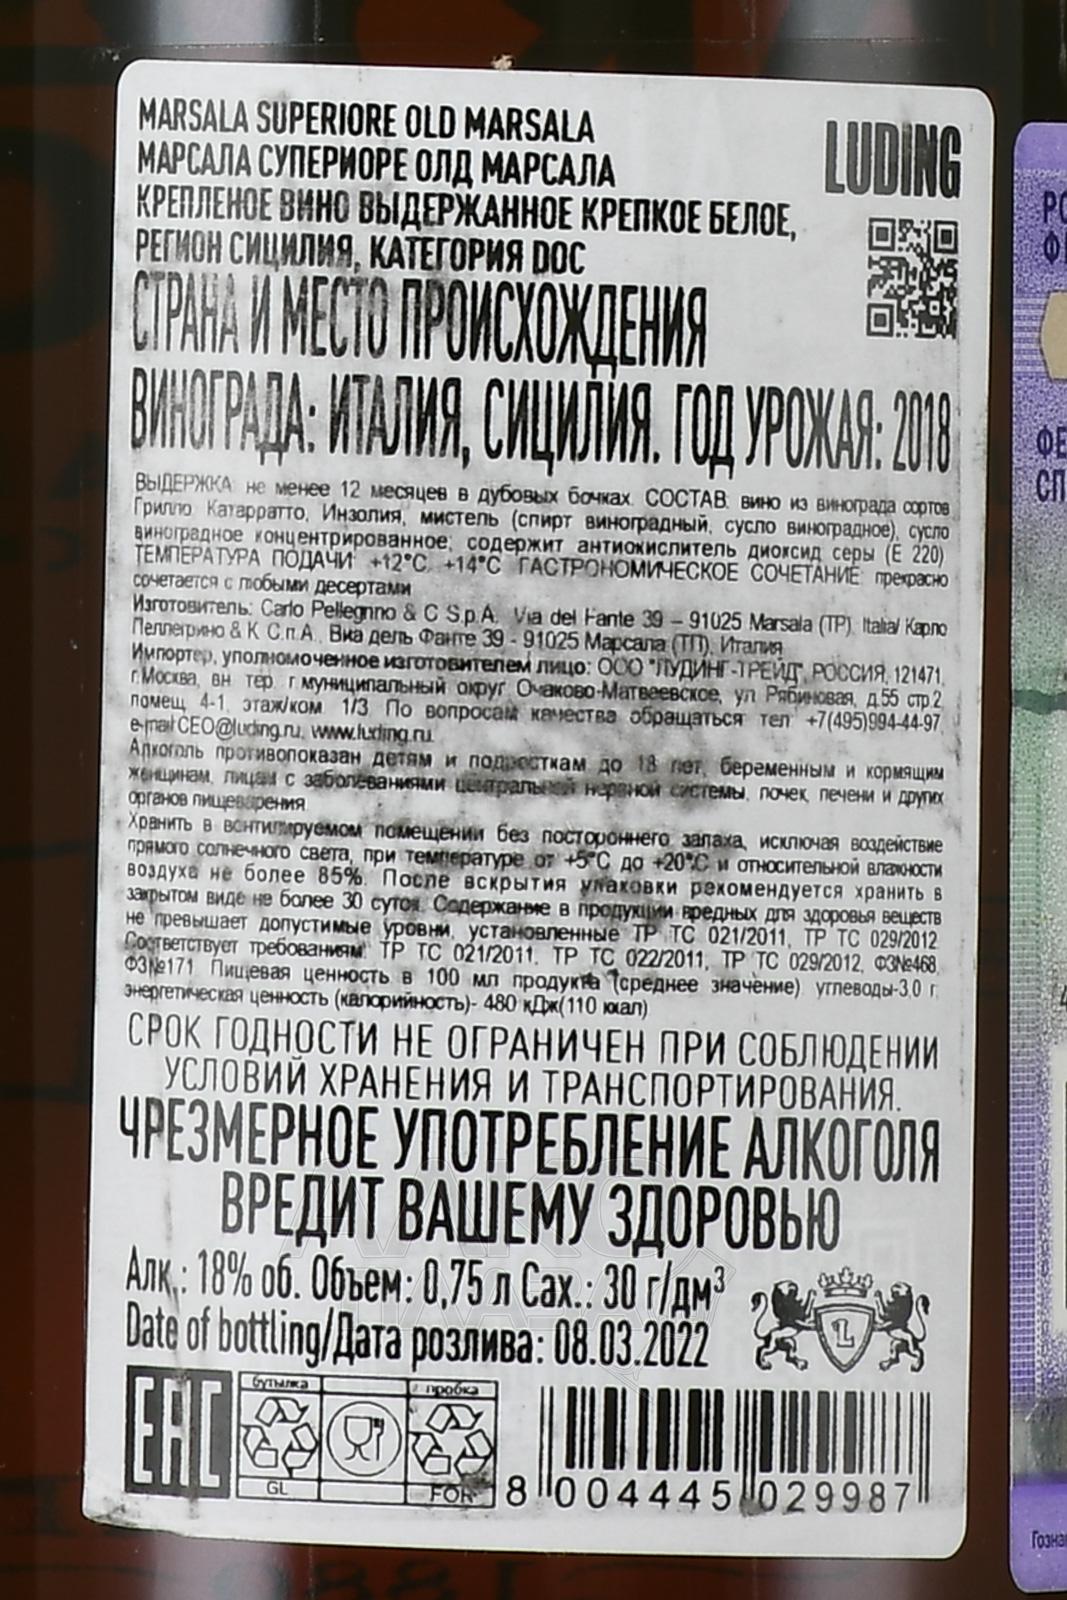 MARSALA SUPERIORE OLD MARSALA
LUDING
МАРСАЛА СУПЕРИОРЕ ОЛД МАРСАЛА
КРЕПЛЕНОЕ ВИНО ВЫДЕРЖАННОЕ КРЕПКОЕ БЕЛОЕ,
РЕГИОН СИЦИЛИЯ, КАТЕГОРИЯ DOC
СТРАНА И МЕСТО ПРОИСХОЖДЕНИЯ
ВИНОГРАДА: ИТАЛИЯ, СИЦИЛИЯ. ГОД УРОЖАЯ: 2018
ВЫДЕРЖКА: не менее 12 месяцев в дубовых бочках. СОСТАВ: вино из винограда сортов
Грилло, Катарратто, Инзолия, мистель (спирт виноградный, сусло виноградное), сусло
виноградное концентрированное; содержит антиокислитель диоксид серы (Е 220)
ТЕМПЕРАТУРА ПОДАЧИ: +12°С, +14°С ГАСТРОНОМИЧЕСКОЕ СОЧЕТАНИЕ: прекрасно
сочетается с любыми десертами
Изготовитель: Carlo Pellegrino & C S.p.A., Via del Fante 39 – 91025 Marsala (TP), Italia/ Карло
Пеллегрино & К. С.п.А., Виа дель Фанте 39 - 91025 Марсала (ТП), Италия
Импортер, уполномоченное изготовителем лицо: ООО "ЛУДИНГ-ТРЕЙД", РОССИЯ, 121471,
г.Москва, вн. тер. г. муниципальный округ Очаково-Матвеевское, ул. Рябиновая, д.55 стр.2,
помещ. 4-1, этаж/ком. 1/3. По вопросам качества обращаться тел. +7(495)994-44-97,
e-mail CEO@luding.ru, www.luding.ru.
Алкоголь противопоказан детям и подросткам до 18 лет, беременным и кормящим
женщинам, лицам с заболеваниями центральной нервной системы, почек, печени и других
органов пищеварения.
Хранить в вентилируемом помещении без постороннего запаха, исключая воздействие
прямого солнечного света, при температуре от +5°С до +20°С и относительной влажности
воздуха не более 85%. После вскрытия упаковки рекомендуется хранить в
закрытом виде не более 30 суток. Содержание в продукции вредных для здоровья веществ
не превышает допустимые уровни, установленные ТР ТС 021/2011, ТР ТС 029/2012.
Соответствует требованиям: ТР ТС 021/2011, ТР ТС 022/2011, ТР ТС 029/2012, ФЗ№468,
ФЗ№171. Пищевая ценность в 100 мл продукта (среднее значение): углеводы-3,0 г;
энергетическая ценность (калорийность)- 480 кДж(110 ккал)
СРОК ГОДНОСТИ НЕ ОГРАНИЧЕН ПРИ СОБЛЮДЕНИИ
УСЛОВИЙ ХРАНЕНИЯ И ТРАНСПОРТИРОВАНИЯ.
ЧРЕЗМЕРНОЕ УПОТРЕБЛЕНИЕ АЛКОГОЛЯ
ВРЕДИТ ВАШЕМУ ЗДОРОВЬЮ
Алк.: 18% об. Объем: 0,75 л Сах.: 30 г/дм³
Date of bottling/Дата розлива: 08.03.2022
L
EAC
бутылка
пробка
GL
FOR
8 004445 029987